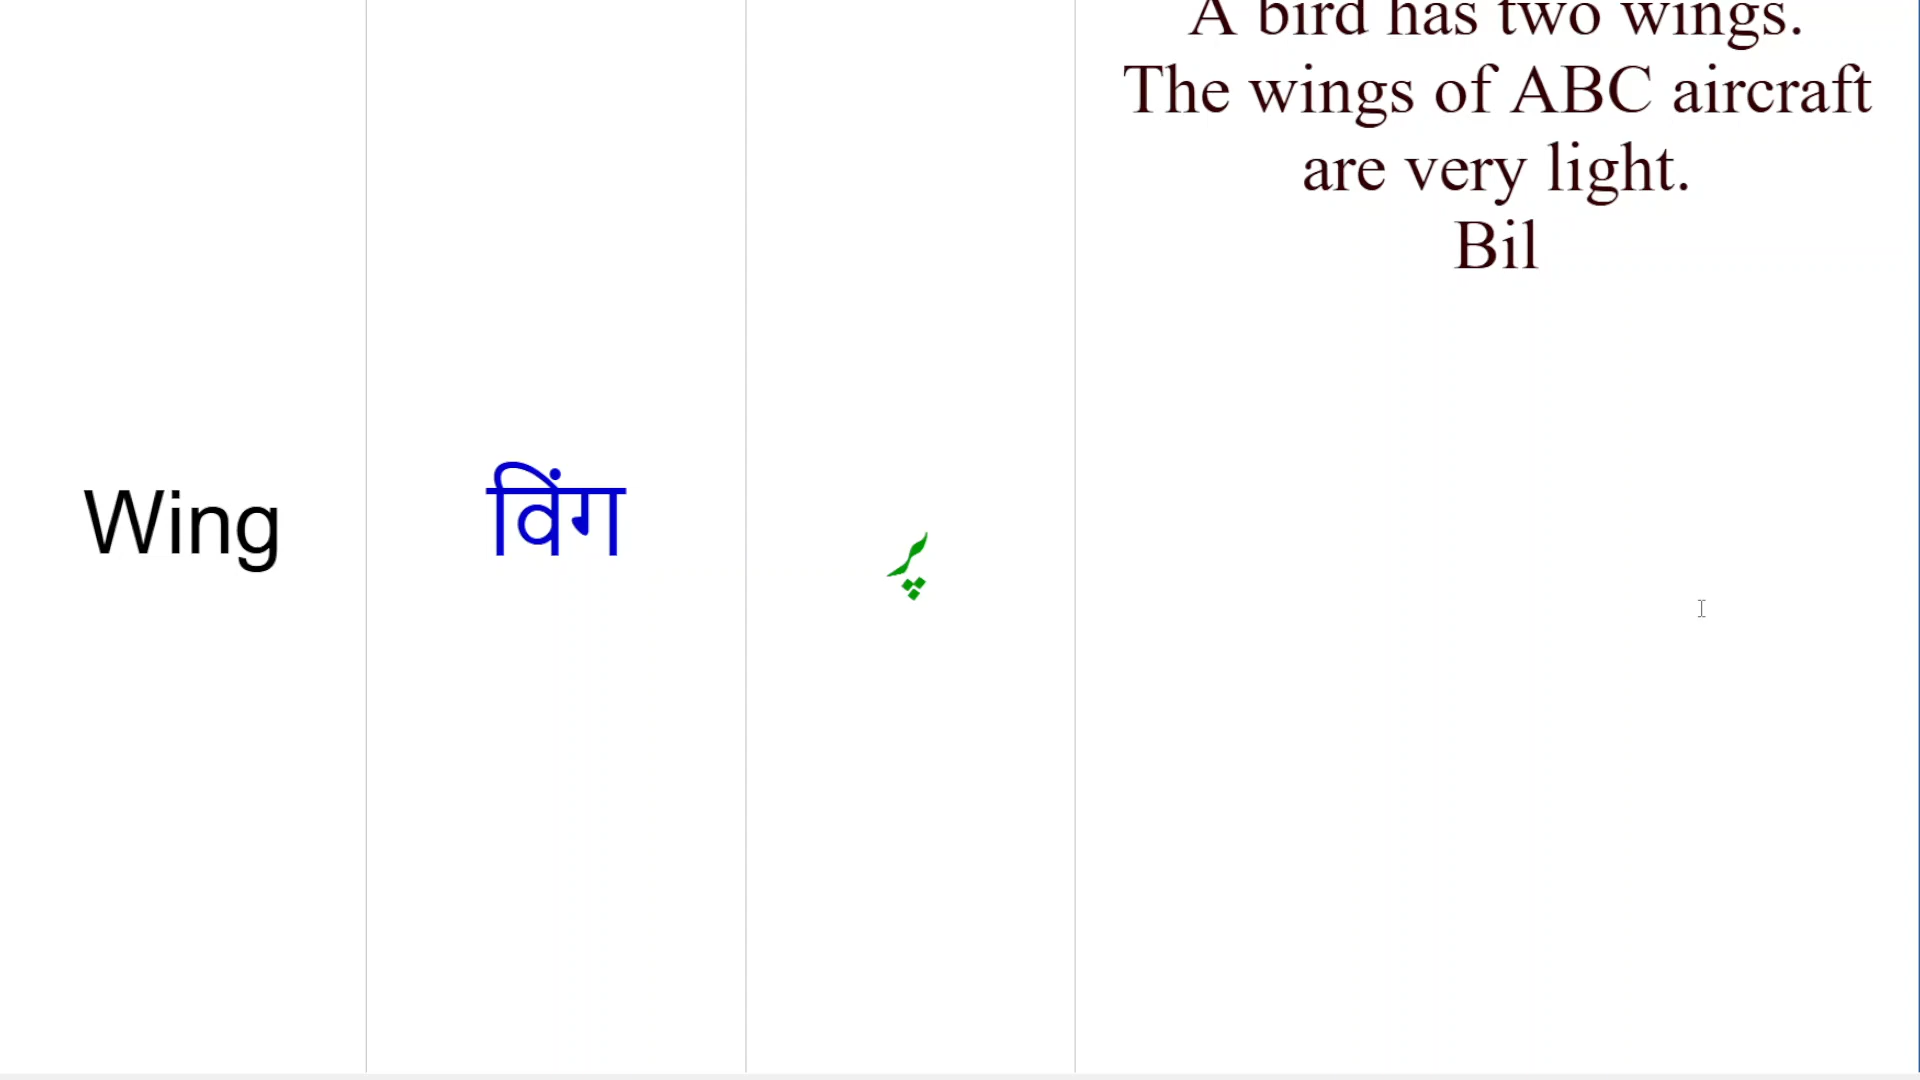 Wing
विंग
پر
A bird has two wings.
The wings of ABC aircraft
are very light.
Bil